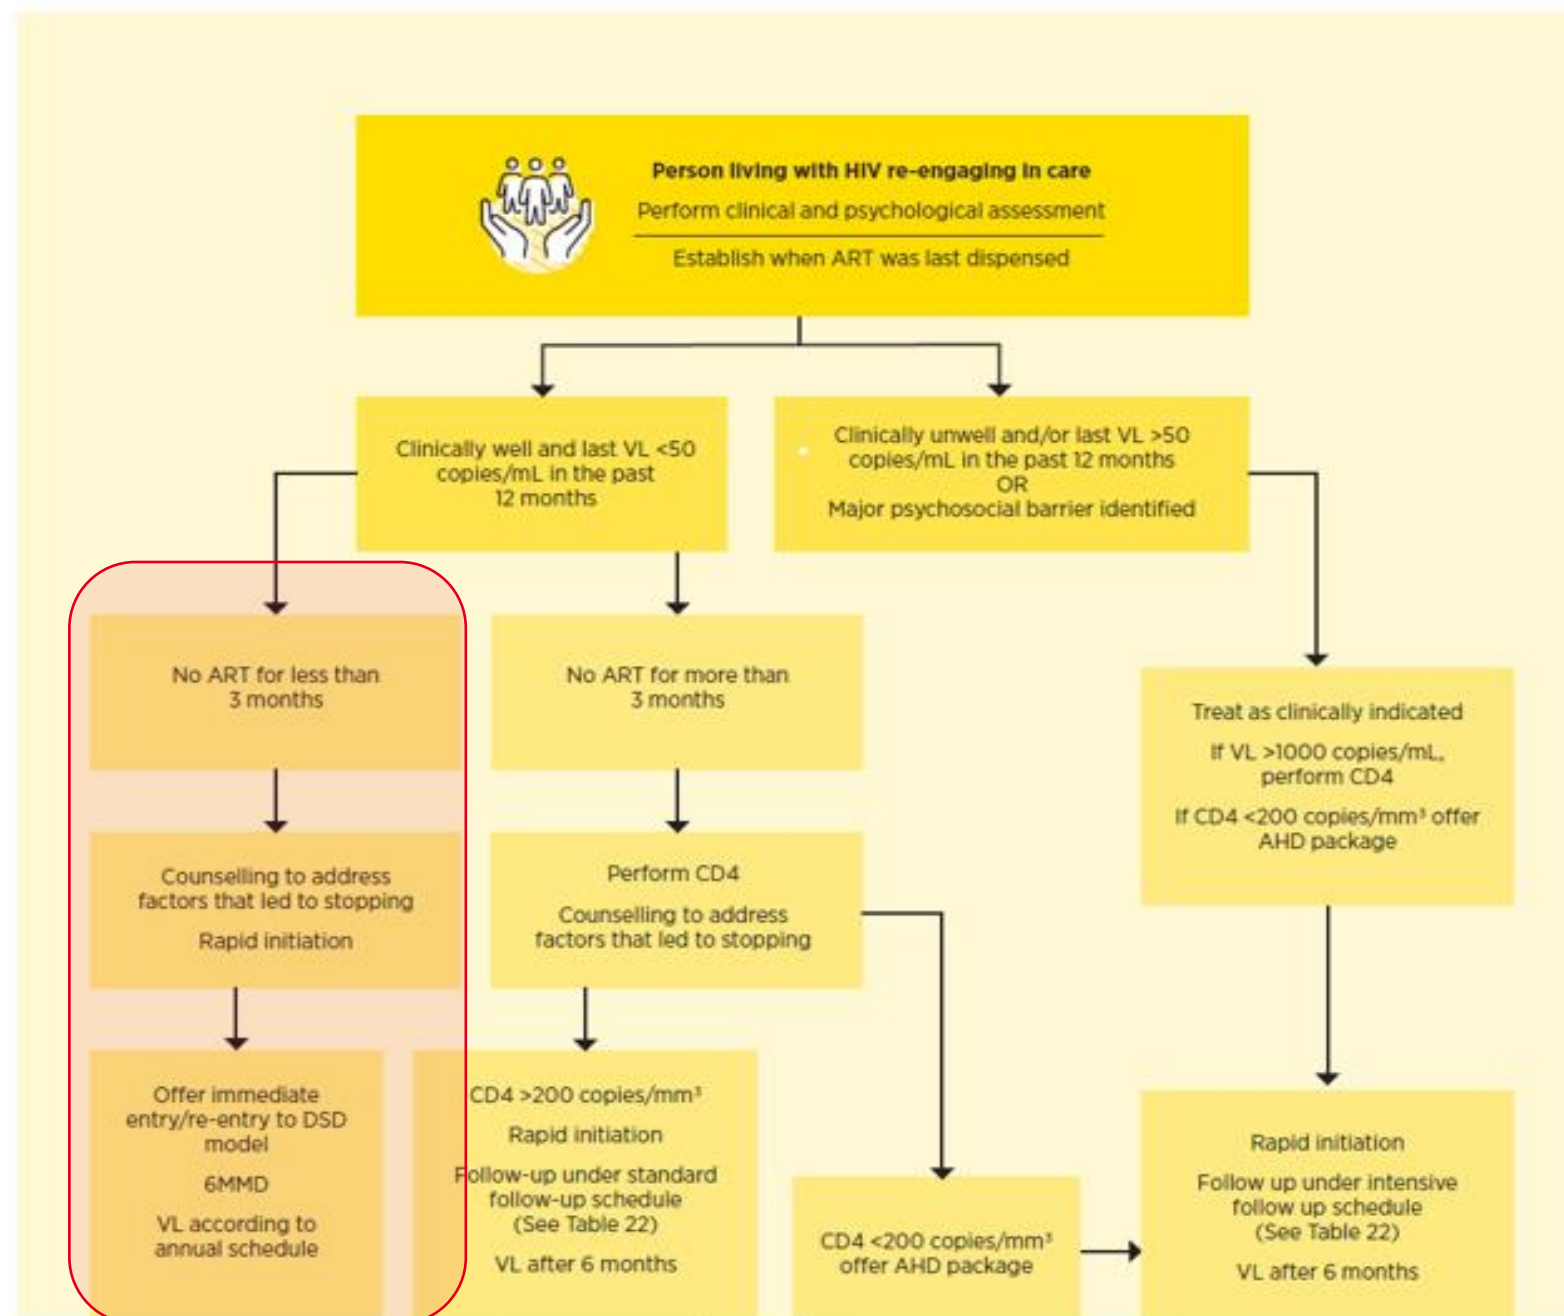 Person living with HIV re-engaging in care
Perform clinical and psychological assessment
Establish when ART was last dispensed
Clinically well and last VL <50
copies/mL in the past
12 months
Clinically unwell and/or last VL >50
copies/mL in the past 12 months
OR
Major psychosocial barrier identified
No ART for less than
3 months
No ART for more than
3 months
Treat as clinically indicated
If VL >1000 copies/mL,
perform CD4
If CD4 <200 copies/mm³ offer
AHD package
Counselling to address
factors that led to stopping
Rapid initiation
Perform CD4
Counselling to address
factors that led to stopping
Offer immediate
entry/re-entry to DSD
model
6MMD
VL according to
annual schedule
CD4 >200 copies/mm³
Rapid initiation
Follow-up under standard
follow-up schedule
(See Table 22)
VL after 6 months
CD4 <200 copies/mm³
offer AHD package
Rapid initiation
Follow up under intensive
follow up schedule
(See Table 22)
VL after 6 months